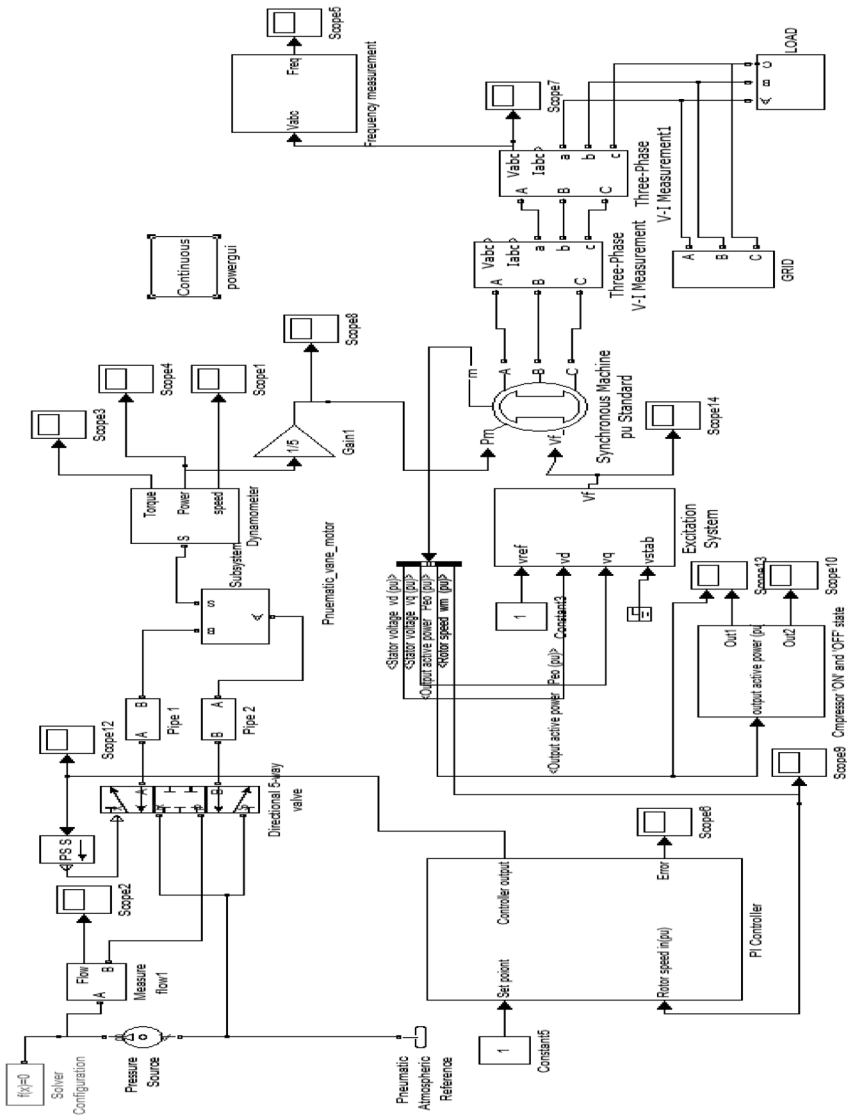 f(x)=0
Solver
Configuration
Pressure
Source
Pneumatic
Atmospheric
Reference
A
B
Flow
Measure
flow1
Scope2
PS S
Scope12
A
B
Directional 5-way
valve
A
B
Pipe 1
B
A
Pipe 2
B
S
A
Subsystem
Pnuematic_vane_motor
S
Torque
Power
speed
Dynamometer
Scope3
Scope4
Scope1
1/5
Gain1
Scope8
Continuous
powergui
Vabc
Freq
Frequency measurement
Scope5
1
Constant5
Set poiont
Rotor speed in(pu)
Controller output
Error
PI Controller
Scope6
Scope9
<Stator voltage vd (pu)>
<Stator voltage vq (pu)>
<Output active power Peo (pu)>
<Rotor speed wm (pu)>
<Output active power Peo (pu)>
1
Constant3
vref
vd
vq
vstab
Vf
Excitation
System
Scope14
output active power (pu)
Out1
Out2
Cmpressor 'ON' and 'OFF' state
Scope13
Scope10
Pm
Vf_
m
A
B
C
Synchronous Machine
pu Standard
A
B
C
Vabc
Iabc
a
b
c
Three-Phase
V-I Measurement
A
B
C
Vabc
Iabc
a
b
c
Three-Phase
V-I Measurement1
Scope7
A
B
C
GRID
A
B
C
LOAD